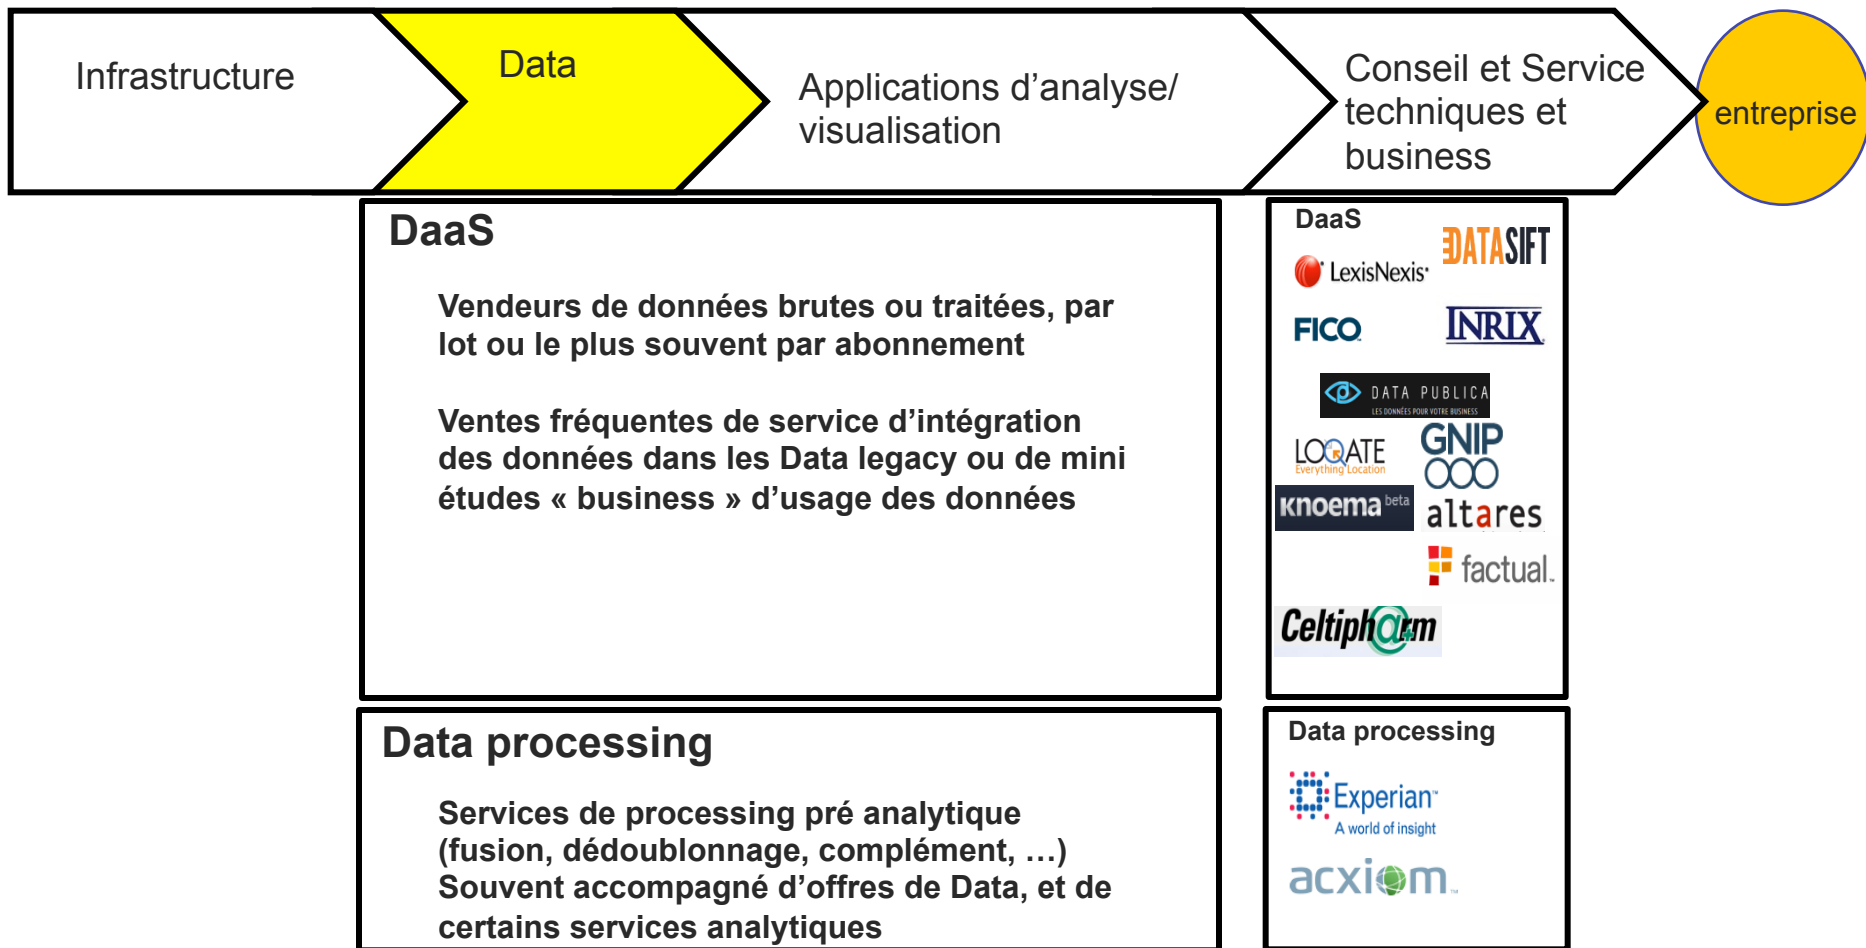 Infrastructure
Data
Applications d’analyse/
visualisation
Conseil et Service
techniques et
business
entreprise
DaaS
Vendeurs de données brutes ou traitées, par
lot ou le plus souvent par abonnement
Ventes fréquentes de service d’intégration
des données dans les Data legacy ou de mini
études « business » d’usage des données
DaaS
DATASIFT
LexisNexis
FICO
INRIX
DATA PUBLICA
LES DONNÉES POUR VOTRE BUSINESS
LOQATE
Everything Location
GNIP
knoema beta
altares
factual
Celtiph@rm
Data processing
Services de processing pré analytique
(fusion, dédoublonnage, complément, …)
Souvent accompagné d’offres de Data, et de
certains services analytiques
Data processing
Experian™
A world of insight
acxiom™